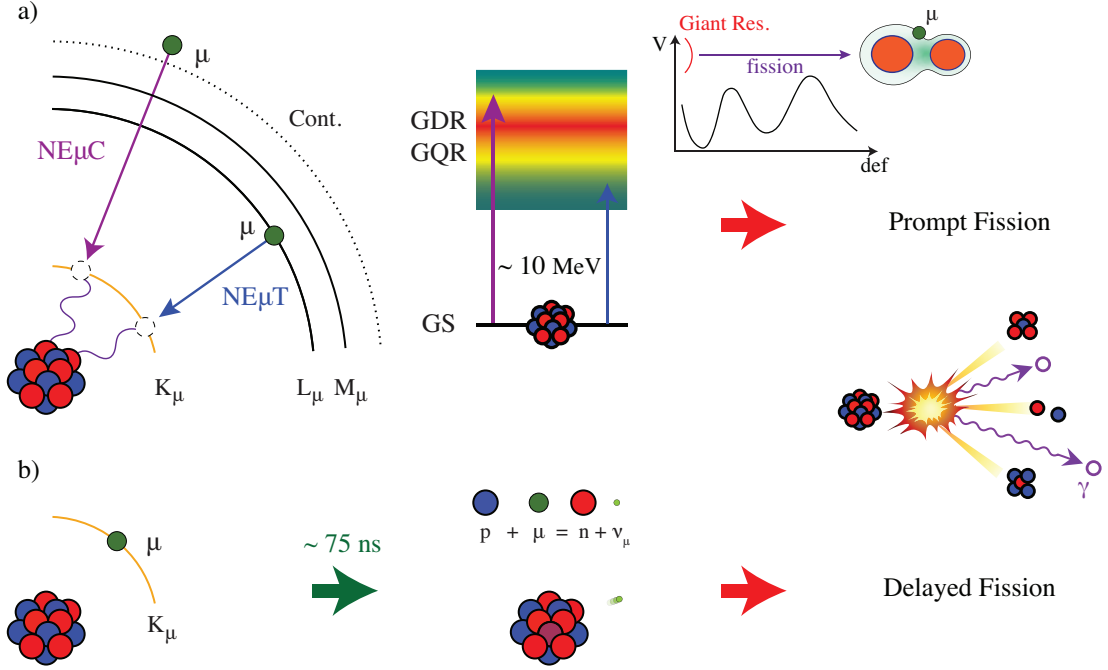 a)
μ
Cont.
NEμC
μ
NEμT
K_μ
L_μ M_μ
GDR
GQR
~ 10 MeV
GS
Giant Res.
V
fission
μ
def
Prompt Fission
γ
b)
μ
K_μ
~ 75 ns
p + μ = n + ν_μ
Delayed Fission